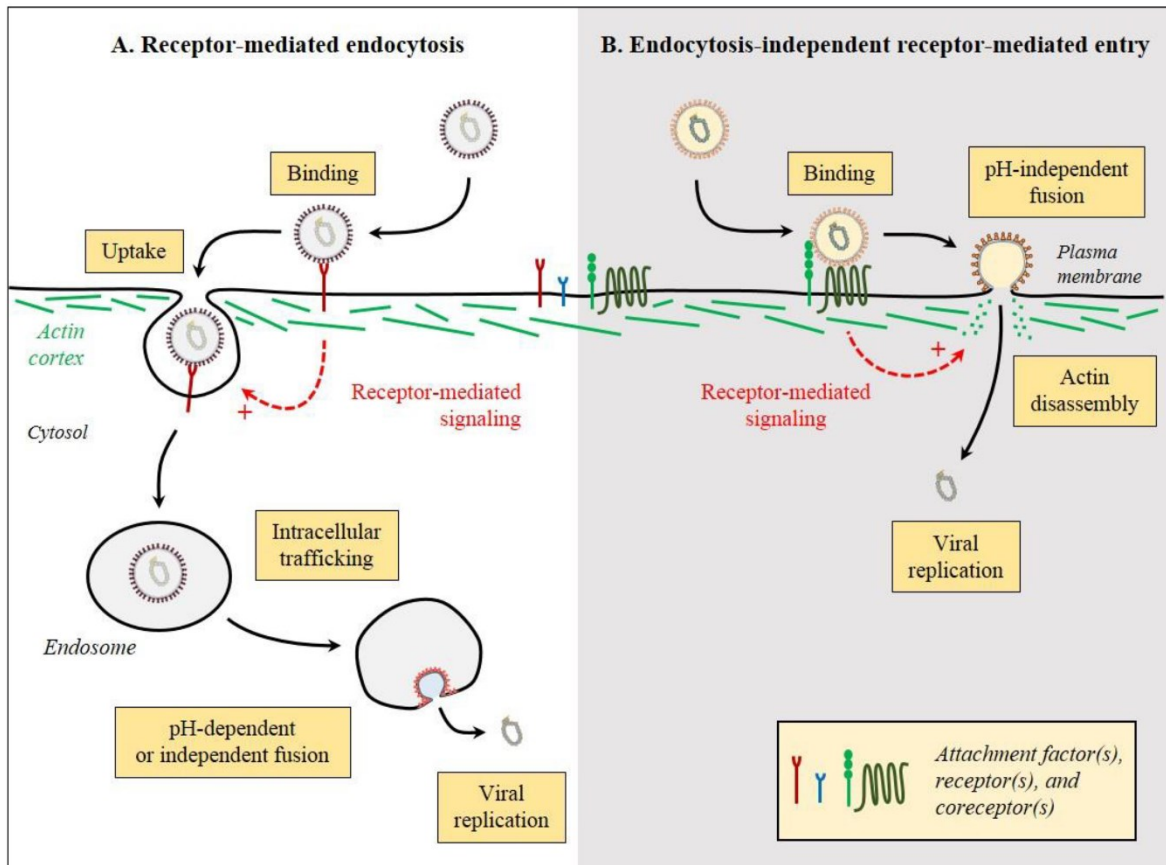 A. Receptor-mediated endocytosis
Binding
Uptake
Actin
cortex
+
Receptor-mediated
signaling
Cytosol
Intracellular
trafficking
Endosome
pH-dependent
or independent fusion
Viral
replication
B. Endocytosis-independent receptor-mediated entry
Binding
pH-independent
fusion
Plasma
membrane
+
Receptor-mediated
signaling
Actin
disassembly
Viral
replication
Attachment factor(s),
receptor(s), and
coreceptor(s)